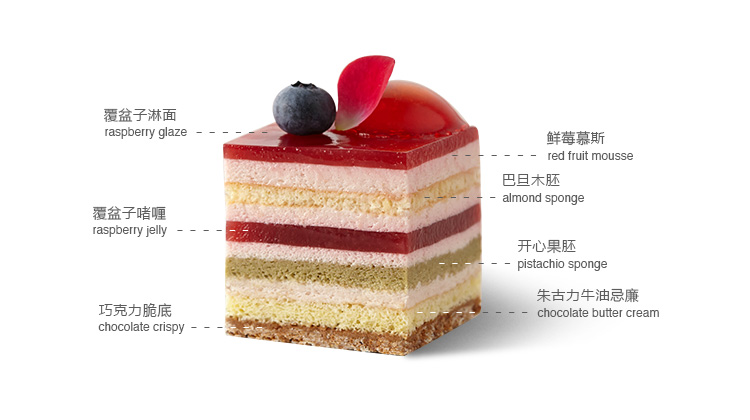 覆盆子淋面
raspberry glaze
鲜莓慕斯
red fruit mousse
巴旦木胚
almond sponge
覆盆子啫喱
raspberry jelly
开心果胚
pistachio sponge
朱古力牛油忌廉
chocolate butter cream
巧克力脆底
chocolate crispy